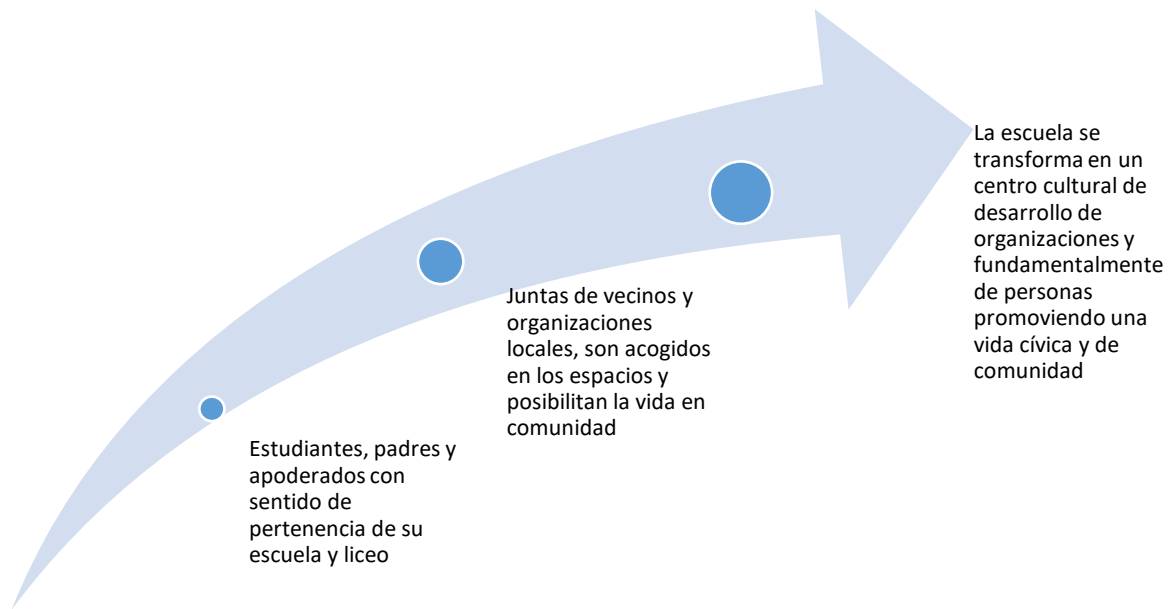 Estudiantes, padres y
apoderados con
sentido de
pertenencia de su
escuela y liceo
Juntas de vecinos y
organizaciones
locales, son acogidos
en los espacios y
posibilitan la vida en
comunidad
La escuela se
transforma en un
centro cultural de
desarrollo de
organizaciones y
fundamentalmente
de personas
promoviendo una
vida cívica y de
comunidad